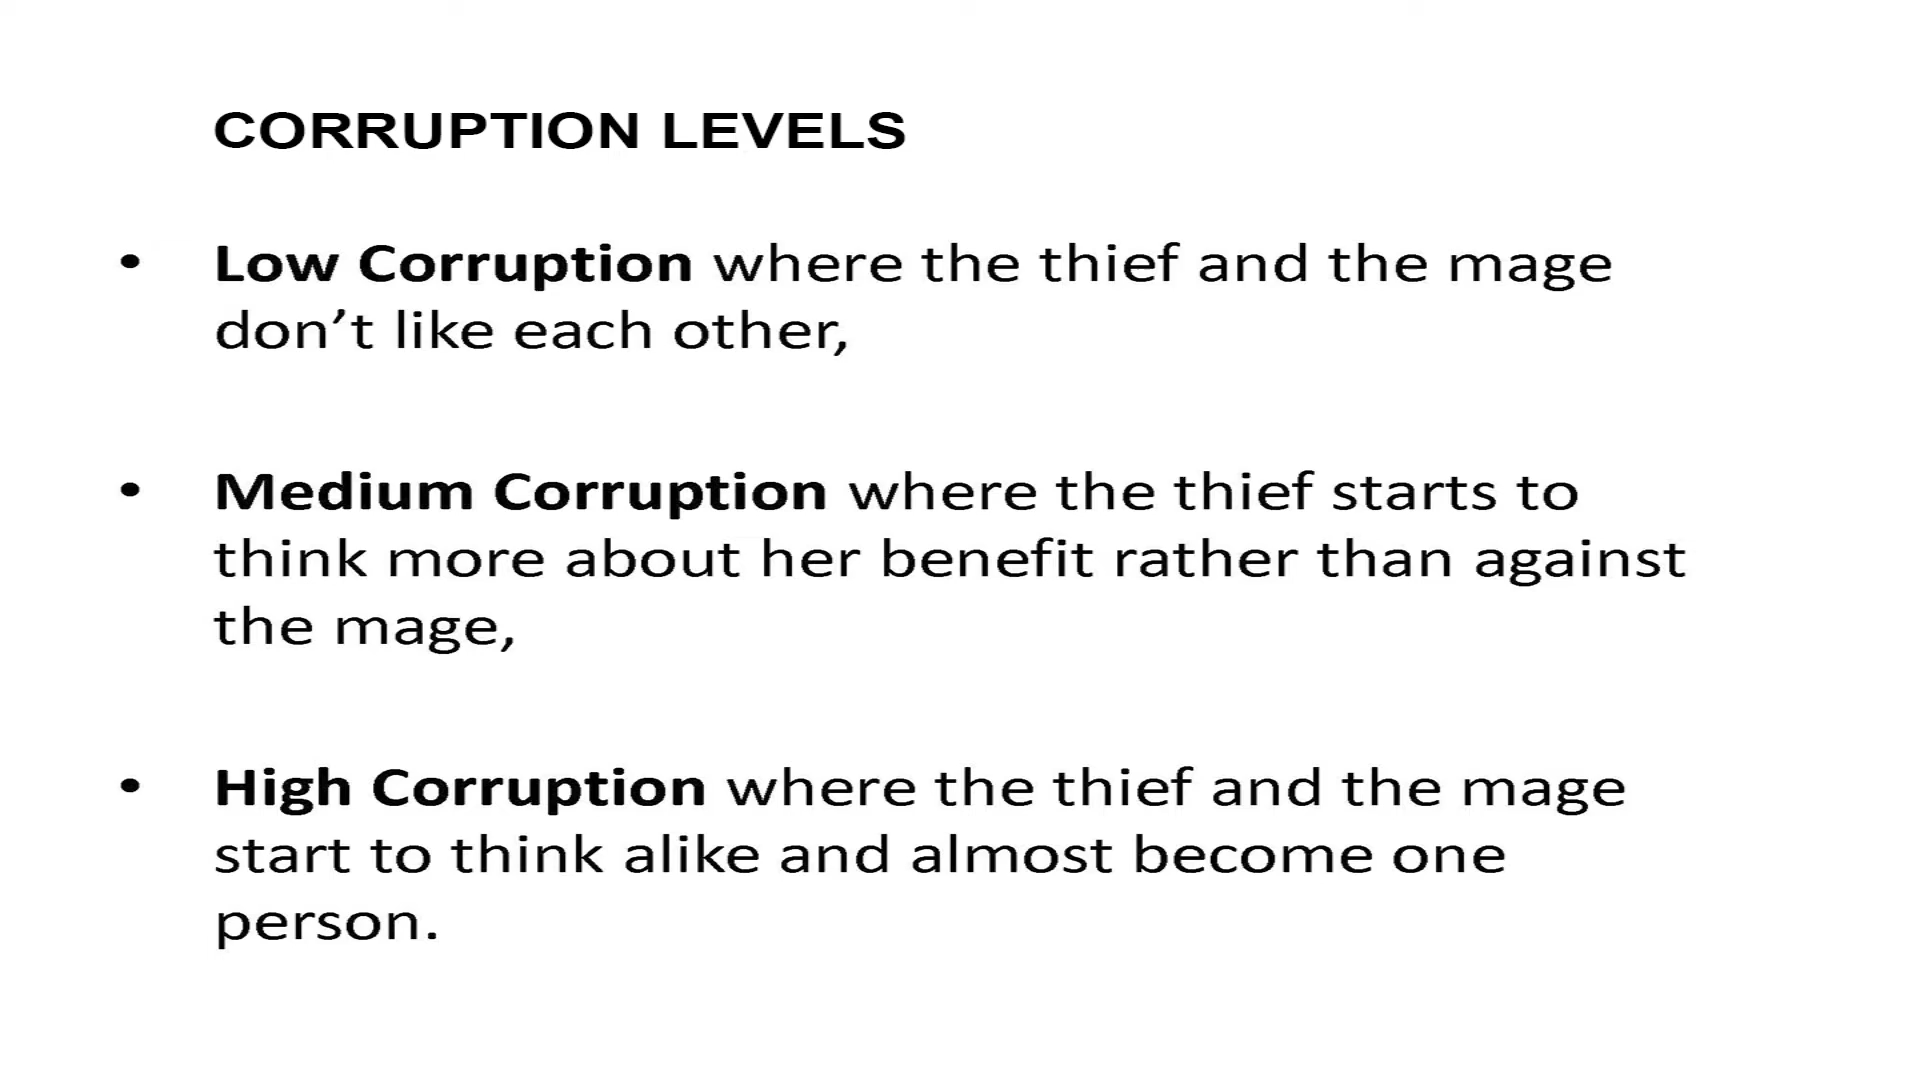 CORRUPTION LEVELS
• Low Corruption where the thief and the mage
don’t like each other,
• Medium Corruption where the thief starts to
think more about her benefit rather than against
the mage,
• High Corruption where the thief and the mage
start to think alike and almost become one
person.